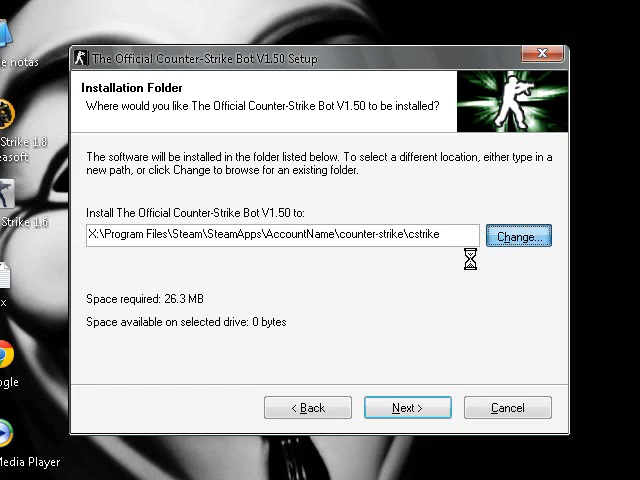 The Official Counter-Strike Bot V1.50 Setup
e notas
Installation Folder
Where would you like The Official Counter-Strike Bot V1.50 to be installed?
Strike 1.8
easoft
The software will be installed in the folder listed below. To select a different location, either type in a
new path, or click Change to browse for an existing folder.
Strike 1.6
Install The Official Counter-Strike Bot V1.50 to:
X:\Program Files\Steam\SteamApps\AccountName\counter-strike\cstrike
Change...
x
Space required: 26.3 MB
Space available on selected drive: 0 bytes
ogle
< Back
Next >
Cancel
Media Player